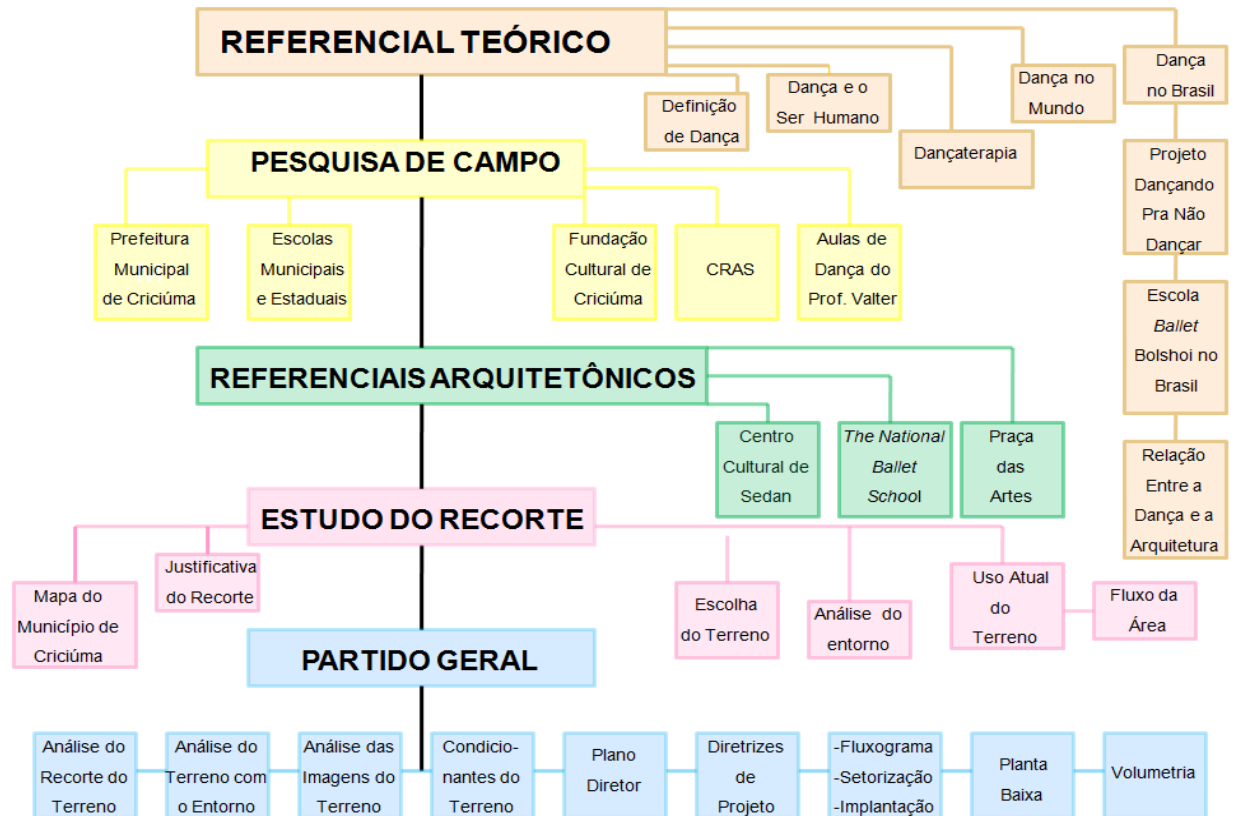 REFERENCIAL TEÓRICO
Definição
de Dança
Dança e o
Ser Humano
Dançaterapia
Dança no
Mundo
Dança
no Brasil
Projeto
Dançando
Pra Não
Dançar
Escola
Ballet
Bolshoi no
Brasil
Relação
Entre a
Dança e a
Arquitetura
PESQUISA DE CAMPO
Prefeitura
Municipal
de Criciúma
Escolas
Municipais
e Estaduais
Fundação
Cultural de
Criciúma
CRAS
Aulas de
Dança do
Prof. Valter
REFERENCIAIS ARQUITETÔNICOS
Centro
Cultural de
Sedan
The National
Ballet
School
Praça
das
Artes
ESTUDO DO RECORTE
Mapa do
Município de
Criciúma
Justificativa
do Recorte
Escolha
do Terreno
Análise do
entorno
Uso Atual
do
Terreno
Fluxo da
Área
PARTIDO GERAL
Análise do
Recorte do
Terreno
Análise do
Terreno com
o Entorno
Análise das
Imagens do
Terreno
Condicio-
nantes do
Terreno
Plano
Diretor
Diretrizes
de
Projeto
-Fluxograma
-Setorização
-Implantação
Planta
Baixa
Volumetria